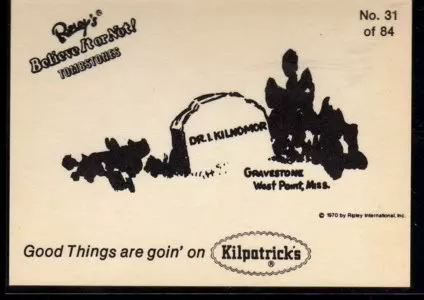 Ripley's®
Believe It or Not!
TOMBSTONES
No. 31
of 84
DR. I. KILNOMOR
GRAVESTONE
West Point, Miss.
© 1970 by Ripley International, Inc.
Good Things are goin' on Kilpatrick's®